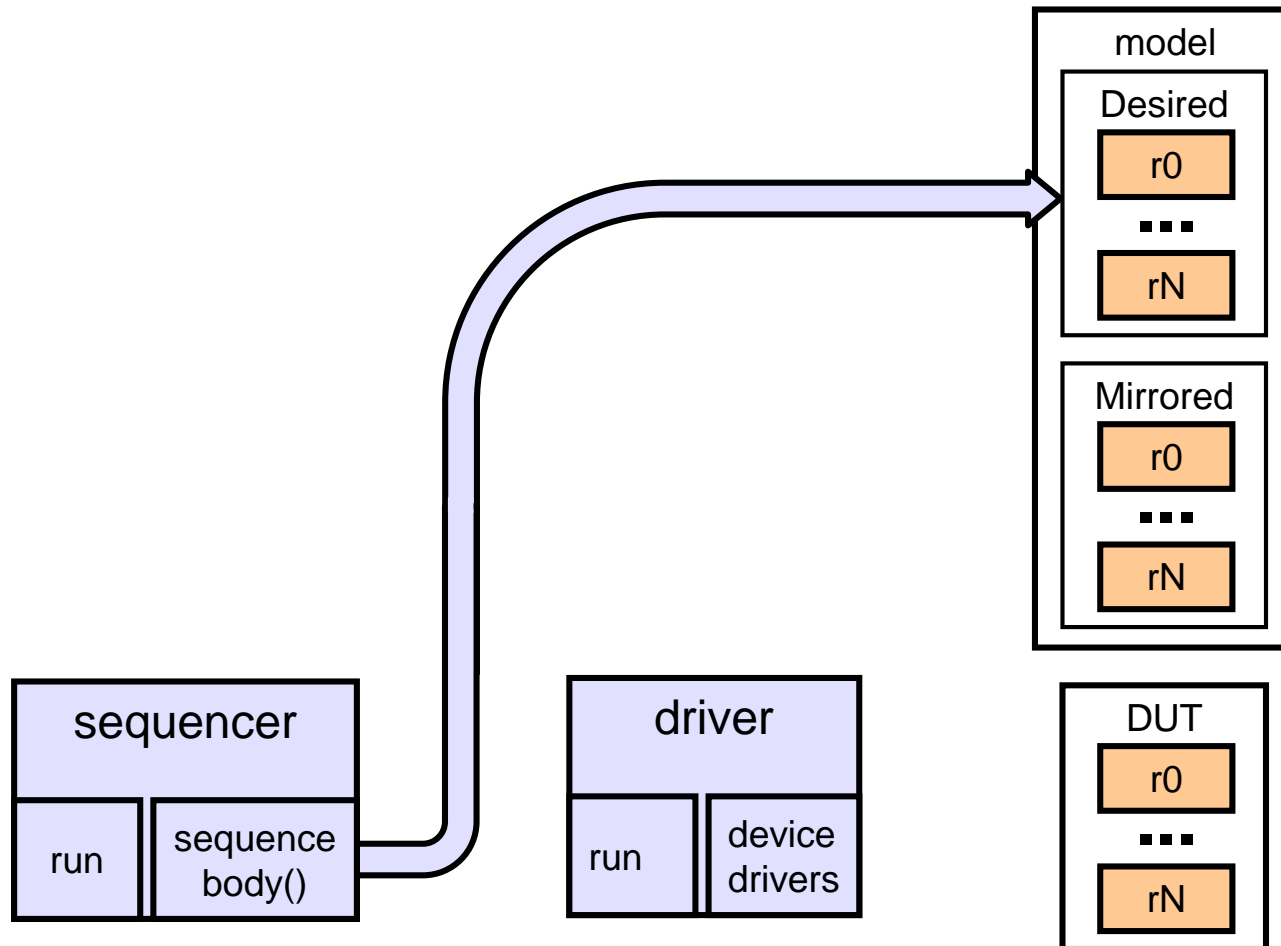 model
Desired
r0
...
rN
Mirrored
r0
...
rN
sequencer
run
sequence
body()
driver
run
device
drivers
DUT
r0
...
rN